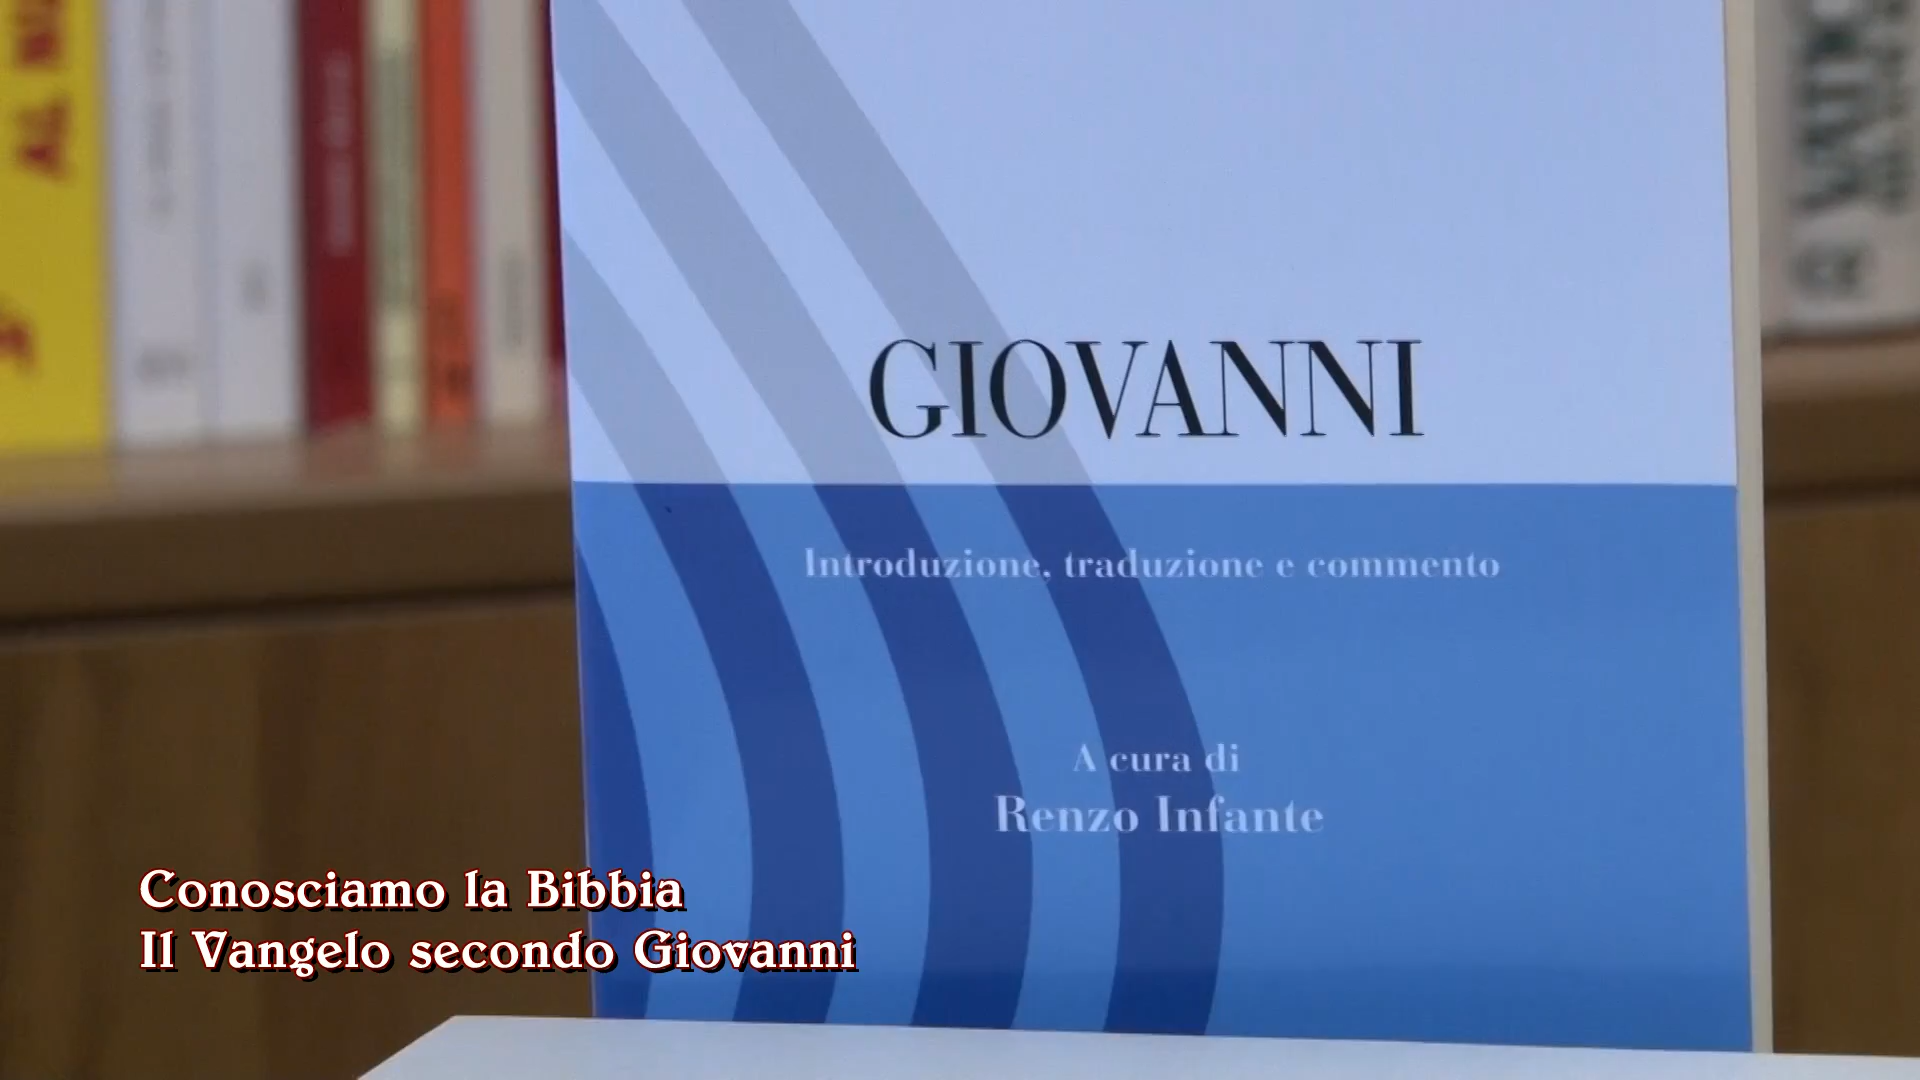 GIOVANNI
Introduzione, traduzione e commento
A cura di
Renzo Infante
Conosciamo la Bibbia
Il Vangelo secondo Giovanni